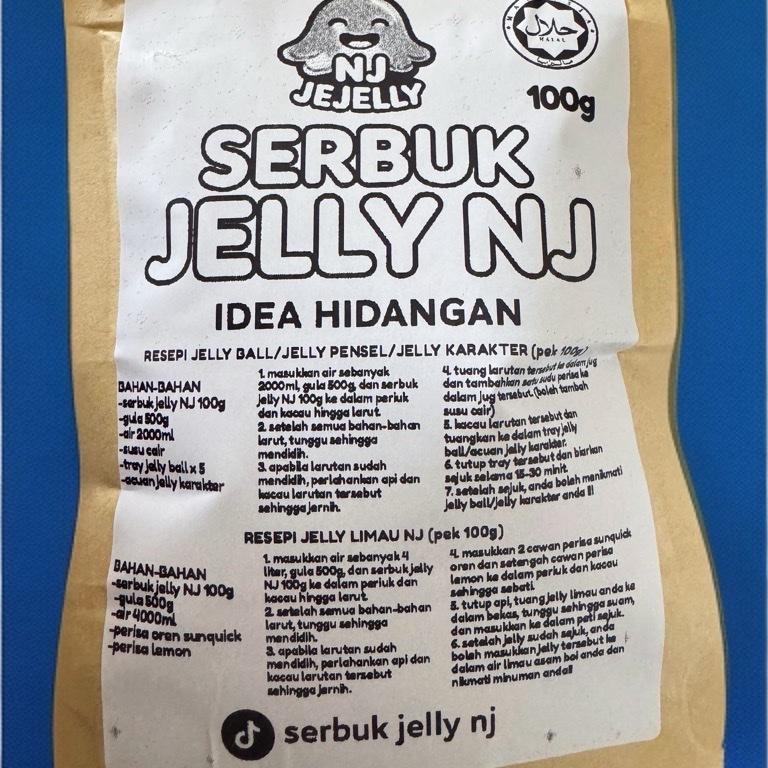 NJ
JEJELLY
حلال
HALAL
100g
SERBUK
JELLY NJ
IDEA HIDANGAN
RESEPI JELLY BALL/JELLY PENSEL/JELLY KARAKTER (pek 100g)
BAHAN-BAHAN
-serbuk jelly NJ 100g
-gula 500g
-air 2000ml
-susu cair
-tray jelly ball x 5
-acuan jelly karakter
1. masukkan air sebanyak
2000ml, gula 500g, dan serbuk
jelly NJ 100g ke dalam periuk
dan kacau hingga larut.
2. setelah semua bahan-bahan
larut, tunggu sehingga
mendidih.
3. apabila larutan sudah
mendidih, perlahankan api dan
kacau larutan tersebut
sehingga jernih.
4. tuang larutan tersebut ke dalam jug
dan tambahkan satu sudu perisa ke
dalam jug tersebut. (boleh tambah
susu cair)
5. kacau larutan tersebut dan
tuangkan ke dalam tray jelly
ball/acuan jelly karakter.
6. tutup tray tersebut dan biarkan
sejuk selama 15-30 minit.
7. setelah sejuk, anda boleh menikmati
jelly ball/jelly karakter anda !!!
RESEPI JELLY LIMAU NJ (pek 100g)
BAHAN-BAHAN
-serbuk jelly NJ 100g
-gula 500g
-air 4000ml
-perisa oren sunquick
-perisa lemon
1. masukkan air sebanyak 4
liter, gula 500g, dan serbuk jelly
NJ 100g ke dalam periuk dan
kacau hingga larut.
2. setelah semua bahan-bahan
larut, tunggu sehingga
mendidih.
3. apabila larutan sudah
mendidih, perlahankan api dan
kacau larutan tersebut
sehingga jernih.
4. masukkan 2 cawan perisa sunquick
oren dan setengah cawan perisa
lemon ke dalam periuk dan kacau
sehingga sebati.
5. tutup api, tuang jelly limau anda ke
dalam bekas, tunggu sehingga suam,
dan masukkan ke dalam peti sejuk.
6. setelah jelly sudah sejuk, anda
boleh masukkan jelly tersebut ke
dalam air limau asam boi anda dan
nikmati minuman anda!!
serbuk jelly nj